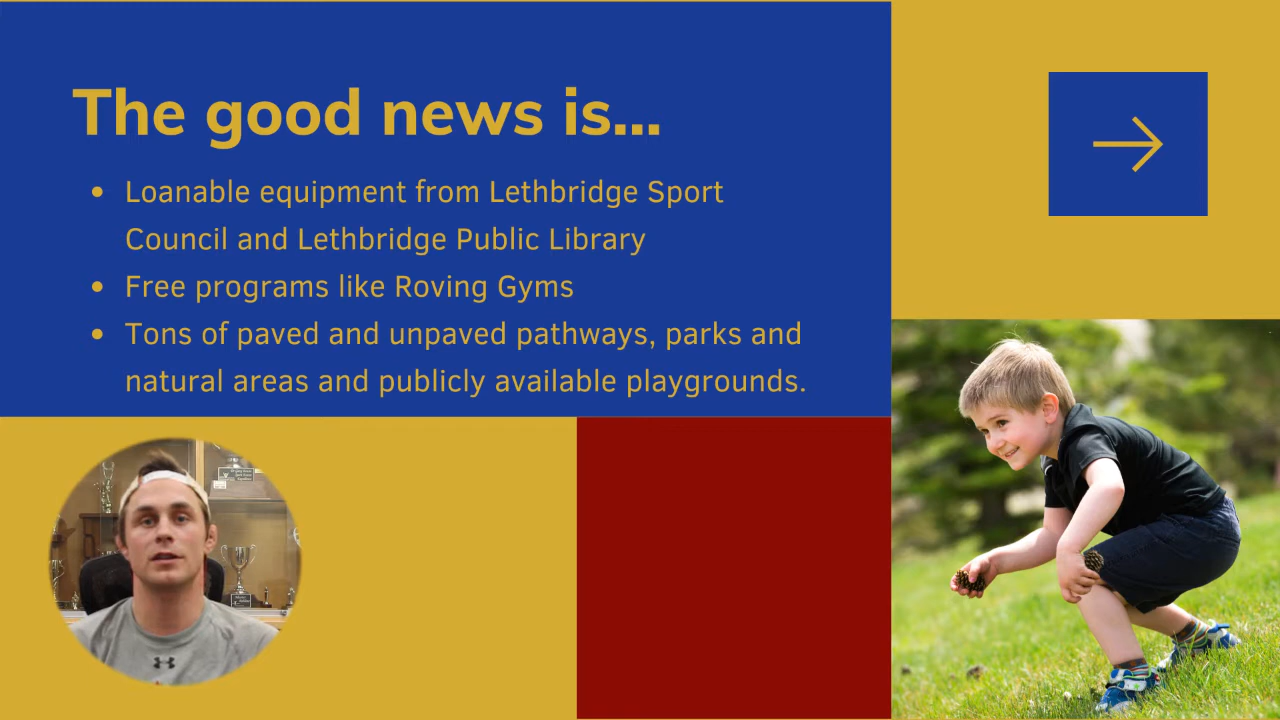 The good news is...
• Loanable equipment from Lethbridge Sport
Council and Lethbridge Public Library
• Free programs like Roving Gyms
• Tons of paved and unpaved pathways, parks and
natural areas and publicly available playgrounds.